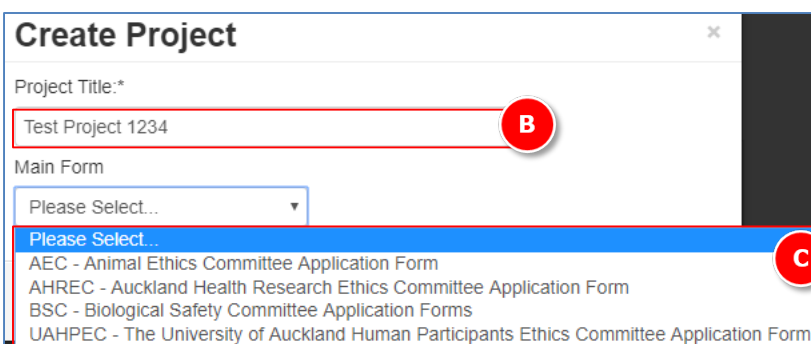 Create Project ×
Project Title:*
Test Project 1234 B
Main Form
Please Select... ▼
Please Select...
AEC - Animal Ethics Committee Application Form C
AHREC - Auckland Health Research Ethics Committee Application Form
BSC - Biological Safety Committee Application Forms
UAHPEC - The University of Auckland Human Participants Ethics Committee Application Form